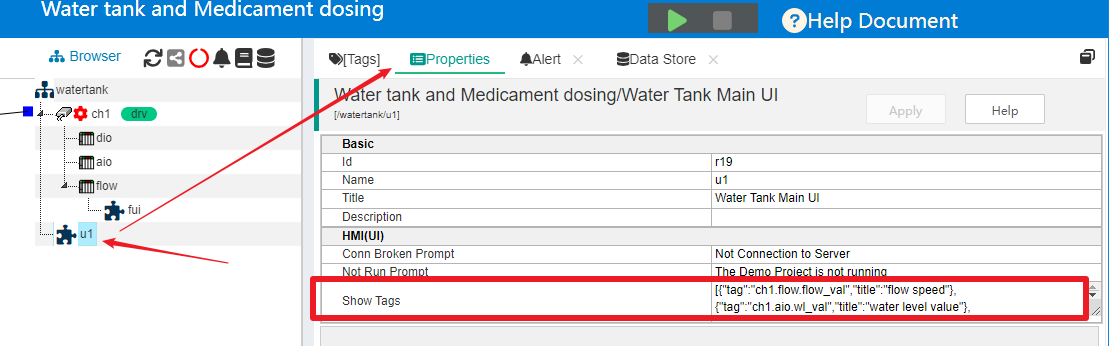 Water tank and Medicament dosing
?Help Document
Browser
[Tags]
Properties
Alert
Data Store
watertank
ch1 drv
dio
aio
flow
fui
u1
Water tank and Medicament dosing/Water Tank Main UI
[/watertank/u1]
Apply
Help
Basic
Id r19
Name u1
Title Water Tank Main UI
Description
HMI(UI)
Conn Broken Prompt Not Connection to Server
Not Run Prompt The Demo Project is not running
Show Tags
[{"tag":"ch1.flow.flow_val","title":"flow speed"},
{"tag":"ch1.aio.wl_val","title":"water level value"},